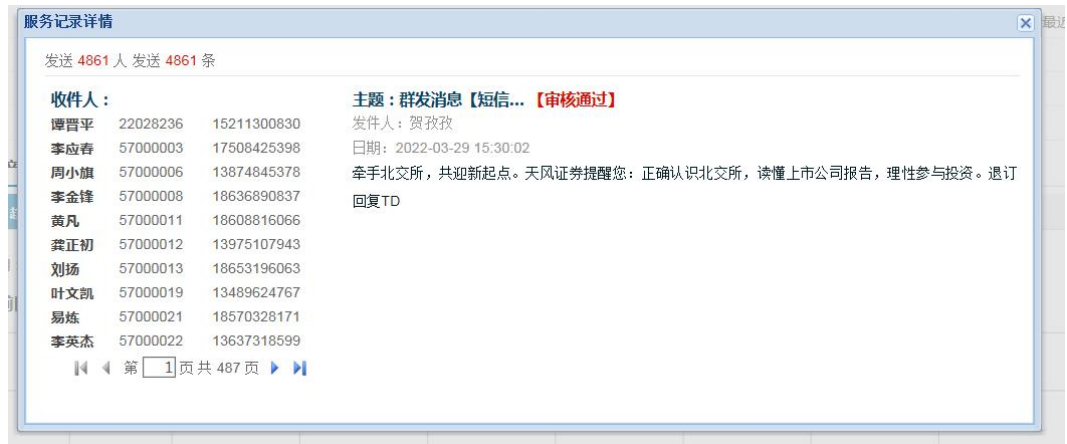 服务记录详情
最近
发送 4861 人 发送 4861 条
收件人：
谭晋平 22028236 15211300830
李应春 57000003 17508425398
周小旗 57000006 13874845378
李金锋 57000008 18636890837
黄凡 57000011 18608816066
龚正初 57000012 13975107943
刘扬 57000013 18653196063
叶文凯 57000019 13489624767
易炼 57000021 18570328171
李英杰 57000022 13637318599
第 1 页 共 487 页
主题：群发消息【短信... 【审核通过】
发件人：贺孜孜
日期：2022-03-29 15:30:02
牵手北交所，共迎新起点。天风证券提醒您：正确认识北交所，读懂上市公司报告，理性参与投资。退订
回复TD